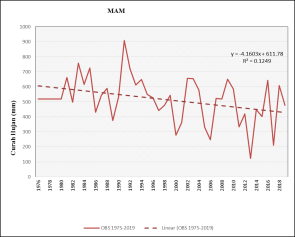 MAM
1000
900
800
700
600
500
400
300
200
100
0
Curah Hujan (mm)
y = -4.1603x + 611.78
R² = 0.1249
1976 1978 1980 1982 1984 1986 1988 1990 1992 1994 1996 1998 2000 2002 2004 2006 2008 2010 2012 2014 2016 2018
OBS 1975-2019 Linear (OBS 1975-2019)